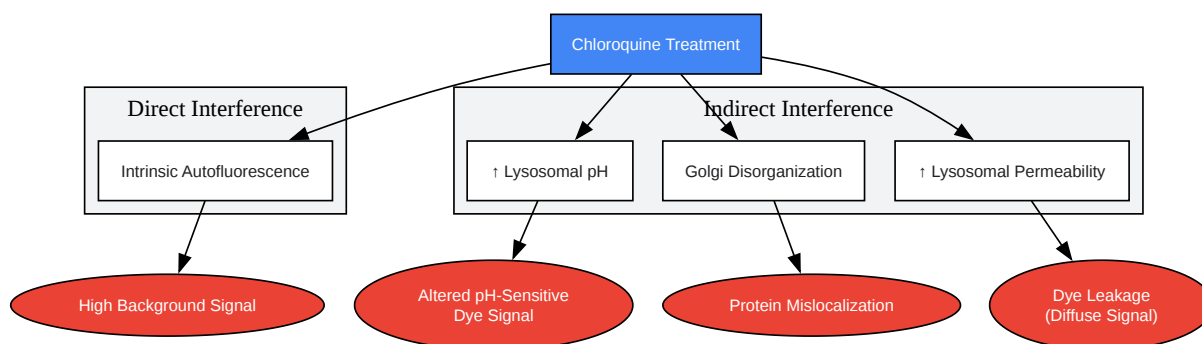 Chloroquine Treatment
Direct Interference
Indirect Interference
Intrinsic Autofluorescence
↑ Lysosomal pH
Golgi Disorganization
↑ Lysosomal Permeability
High Background Signal
Altered pH-Sensitive
Dye Signal
Protein Mislocalization
Dye Leakage
(Diffuse Signal)